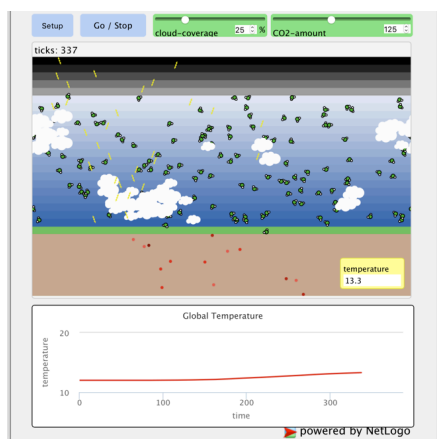 Setup
Go / Stop
cloud-coverage 25 %
CO2-amount 125
ticks: 337
temperature
13.3
Global Temperature
20
temperature
10
0 100 200 300
time
powered by NetLogo